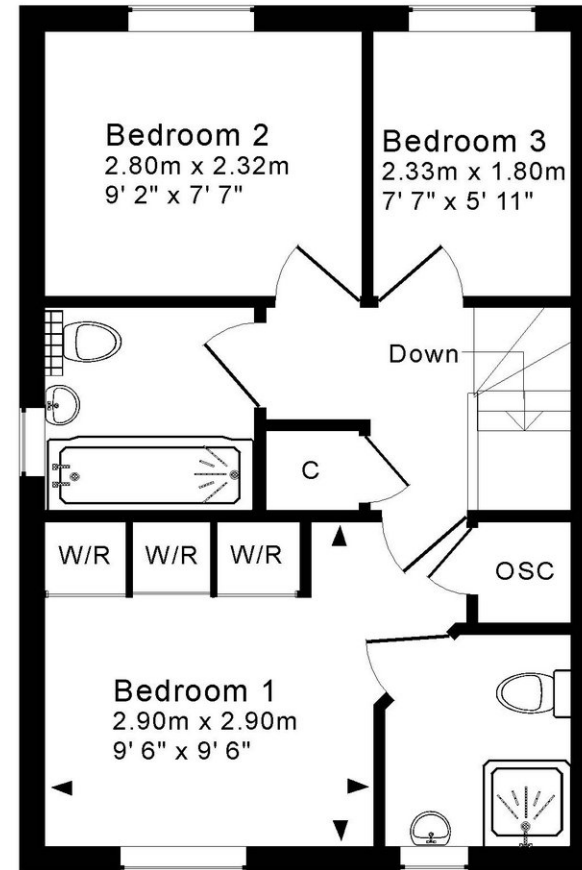 Bedroom 2
2.80m x 2.32m
9' 2" x 7' 7"
Bedroom 3
2.33m x 1.80m
7' 7" x 5' 11"
Down
C
W/R
W/R
W/R
OSC
Bedroom 1
2.90m x 2.90m
9' 6" x 9' 6"